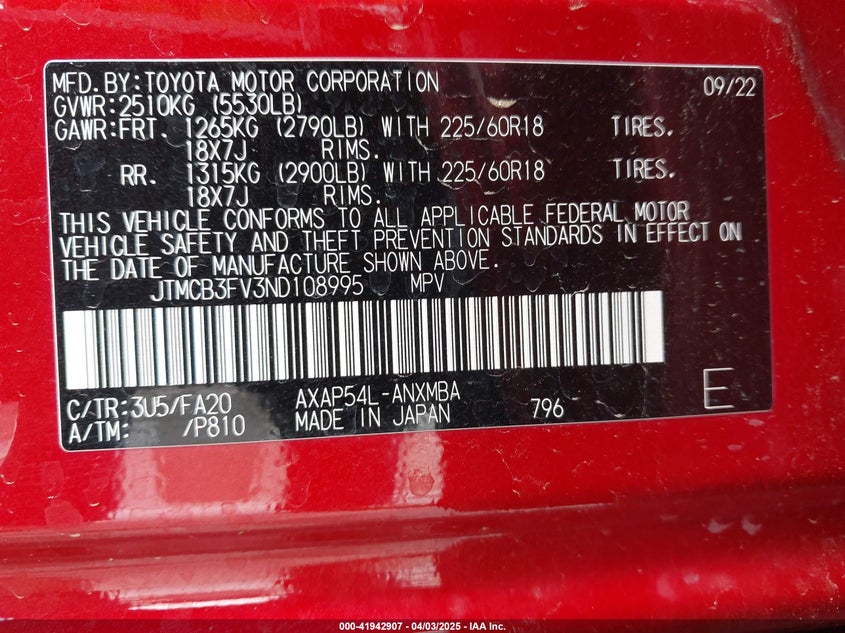 MFD.BY:TOYOTA MOTOR CORPORATION 09/22
GVWR:2510KG (5530LB)
GAWR:FRT. 1265KG (2790LB) WITH 225/60R18 TIRES.
18X7J RIMS.
RR. 1315KG (2900LB) WITH 225/60R18 TIRES.
18X7J RIMS.
THIS VEHICLE CONFORMS TO ALL APPLICABLE FEDERAL MOTOR
VEHICLE SAFETY AND THEFT PREVENTION STANDARDS IN EFFECT ON
THE DATE OF MANUFACTURE SHOWN ABOVE.
JTMCB3FV3ND108995 MPV
C/TR:3U5/FA20 AXAP54L-ANXMBA
A/TM: /P810 MADE IN JAPAN 796 E
000-41942907 - 04/03/2025 - IAA Inc.